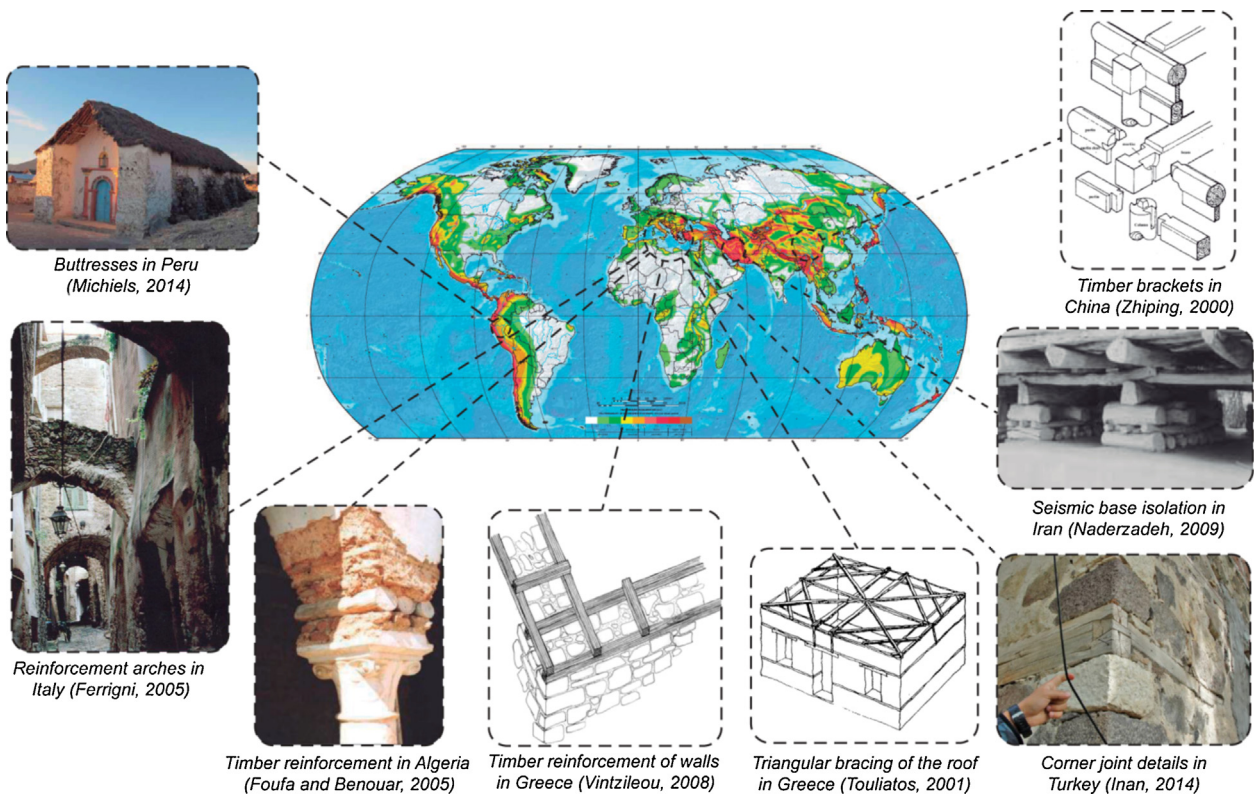 Buttresses in Peru
(Michiels, 2014)
Timber brackets in
China (Zhiping, 2000)
Reinforcement arches in
Italy (Ferrigni, 2005)
Seismic base isolation in
Iran (Naderzadeh, 2009)
Timber reinforcement in Algeria
(Foufa and Benouar, 2005)
Timber reinforcement of walls
in Greece (Vintzileou, 2008)
Triangular bracing of the roof
in Greece (Touliatos, 2001)
Corner joint details in
Turkey (Inan, 2014)